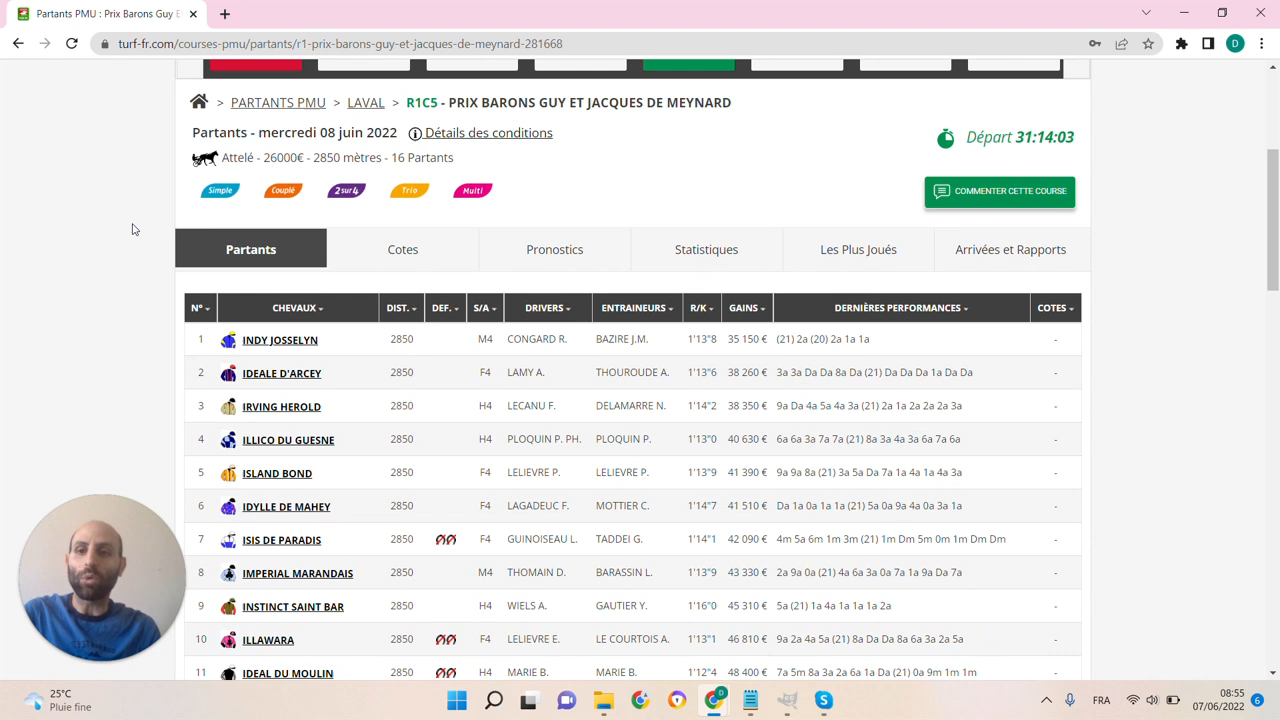 Partants PMU : Prix Barons Guy E
turf-fr.com/courses-pmu/partants/r1-prix-barons-guy-et-jacques-de-meynard-281668
D
> PARTANTS PMU > LAVAL > R1C5 - PRIX BARONS GUY ET JACQUES DE MEYNARD
Partants - mercredi 08 juin 2022 Détails des conditions
Départ 31:14:03
Attelé - 26000€ - 2850 mètres - 16 Partants
Simple Couplé 2sur4 Trio Multi
COMMENTER CETTE COURSE
Partants Cotes Pronostics Statistiques Les Plus Joués Arrivées et Rapports
N° CHEVAUX DIST. DEF. S/A DRIVERS ENTRAINEURS R/K GAINS DERNIÈRES PERFORMANCES COTES
1 INDY JOSSELYN 2850 M4 CONGARD R. BAZIRE J.M. 1'13"8 35 150 € (21) 2a (20) 2a 1a 1a -
2 IDEALE D'ARCEY 2850 F4 LAMY A. THOUROUDE A. 1'13"6 38 260 € 3a 3a Da Da 8a Da (21) Da Da Da 1a Da Da -
3 IRVING HEROLD 2850 H4 LECANU F. DELAMARRE N. 1'14"2 38 350 € 9a Da 4a 5a 4a 3a (21) 2a 1a 2a 2a 2a 3a -
4 ILLICO DU GUESNE 2850 H4 PLOQUIN P. PH. PLOQUIN P. 1'13"0 40 630 € 6a 6a 3a 7a 7a (21) 8a 3a 4a 3a 6a 7a 6a -
5 ISLAND BOND 2850 F4 LELIEVRE P. LELIEVRE P. 1'13"9 41 390 € 9a 9a 8a (21) 3a 5a Da 7a 1a 4a 1a 4a 3a -
6 IDYLLE DE MAHEY 2850 F4 LAGADEUC F. MOTTIER C. 1'14"7 41 510 € Da 1a 0a 1a 1a (21) 5a 0a 9a 4a 0a 3a 1a -
7 ISIS DE PARADIS 2850 F4 GUINOISEAU L. TADDEI G. 1'14"1 42 090 € 4m 5a 6m 1m 3m (21) 1m Dm 5m 0m 1m Dm Dm -
8 IMPERIAL MARANDAIS 2850 M4 THOMAIN D. BARASSIN L. 1'13"9 43 330 € 2a 9a 0a (21) 4a 6a 3a 0a 7a 1a 9a Da 7a -
9 INSTINCT SAINT BAR 2850 H4 WIELS A. GAUTIER Y. 1'16"0 45 310 € 5a (21) 1a 4a 1a 1a 1a 2a -
10 ILLAWARA 2850 F4 LELIEVRE E. LE COURTOIS A. 1'13"1 46 810 € 5a 2a 4a 5a (21) 8a Da Da 8a 6a 3a 2a 5a -
11 IDEAL DU MOULIN 2850 H4 MARIE B. MARIE B. 1'12"4 48 400 € 7a 5m 8a 3a 2a 6a 1a Da (21) 0a 9m 1m 1m -
25°C
Pluie fine
FRA
08:55
07/06/2022
6